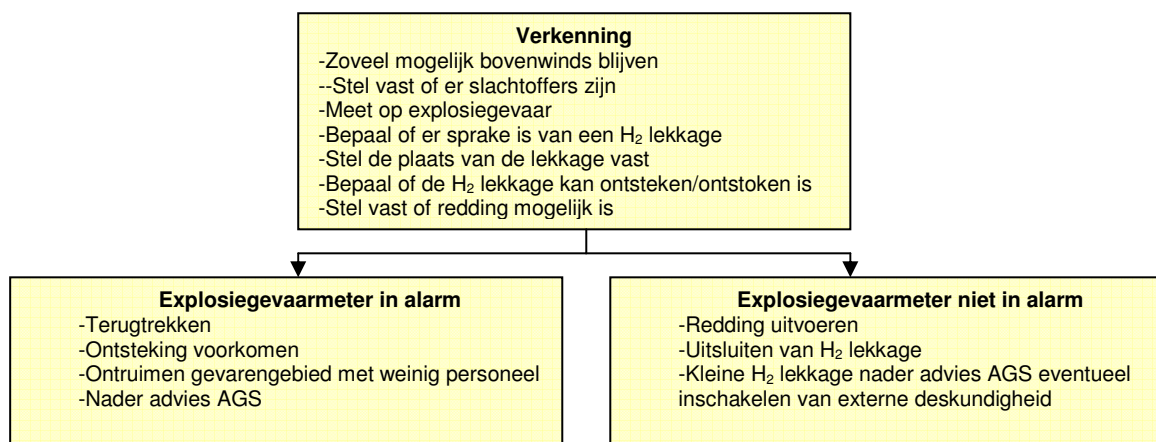 Verkenning
-Zoveel mogelijk bovenwinds blijven
--Stel vast of er slachtoffers zijn
-Meet op explosiegevaar
-Bepaal of er sprake is van een H₂ lekkage
-Stel de plaats van de lekkage vast
-Bepaal of de H₂ lekkage kan ontsteken/ontstoken is
-Stel vast of redding mogelijk is
Explosiegevaarmeter in alarm
-Terugtrekken
-Ontsteking voorkomen
-Ontruimen gevarengebied met weinig personeel
-Nader advies AGS
Explosiegevaarmeter niet in alarm
-Redding uitvoeren
-Uitsluiten van H₂ lekkage
-Kleine H₂ lekkage nader advies AGS eventueel
inschakelen van externe deskundigheid